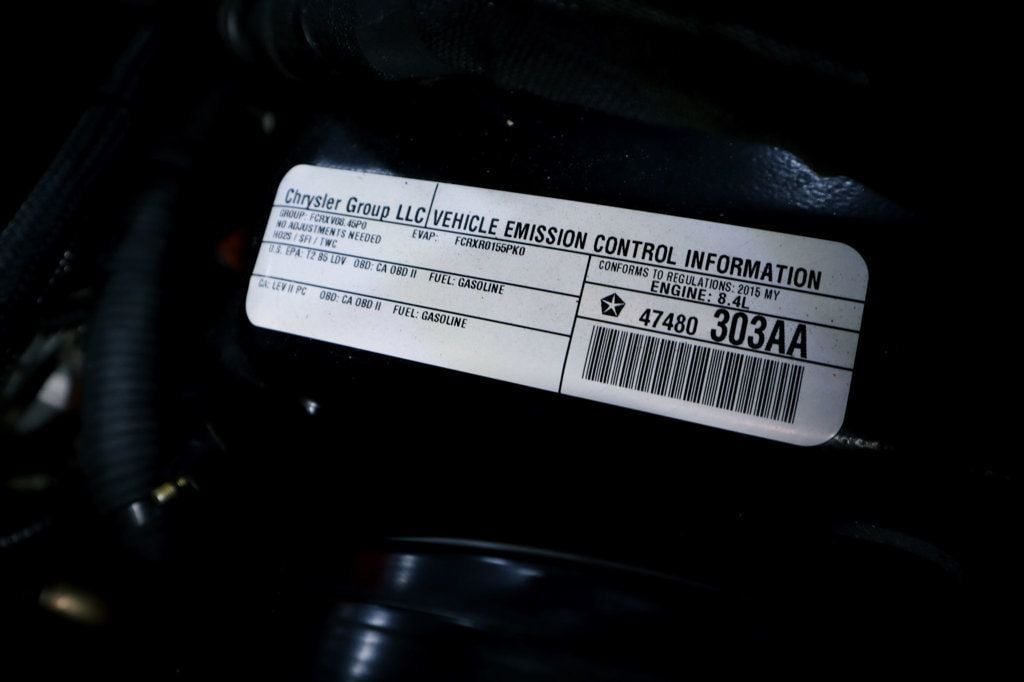 Chrysler Group LLC
VEHICLE EMISSION CONTROL INFORMATION
GROUP: FCRXV08.45P0
EVAP: FCRXR0155PK0
NO ADJUSTMENTS NEEDED
HO2S / SFI / TWC
U.S. EPA: T2 B5 LDV OBD: CA OBD II FUEL: GASOLINE
CA: LEV II PC OBD: CA OBD II FUEL: GASOLINE
CONFORMS TO REGULATIONS: 2015 MY
ENGINE: 8.4L
47480 303AA